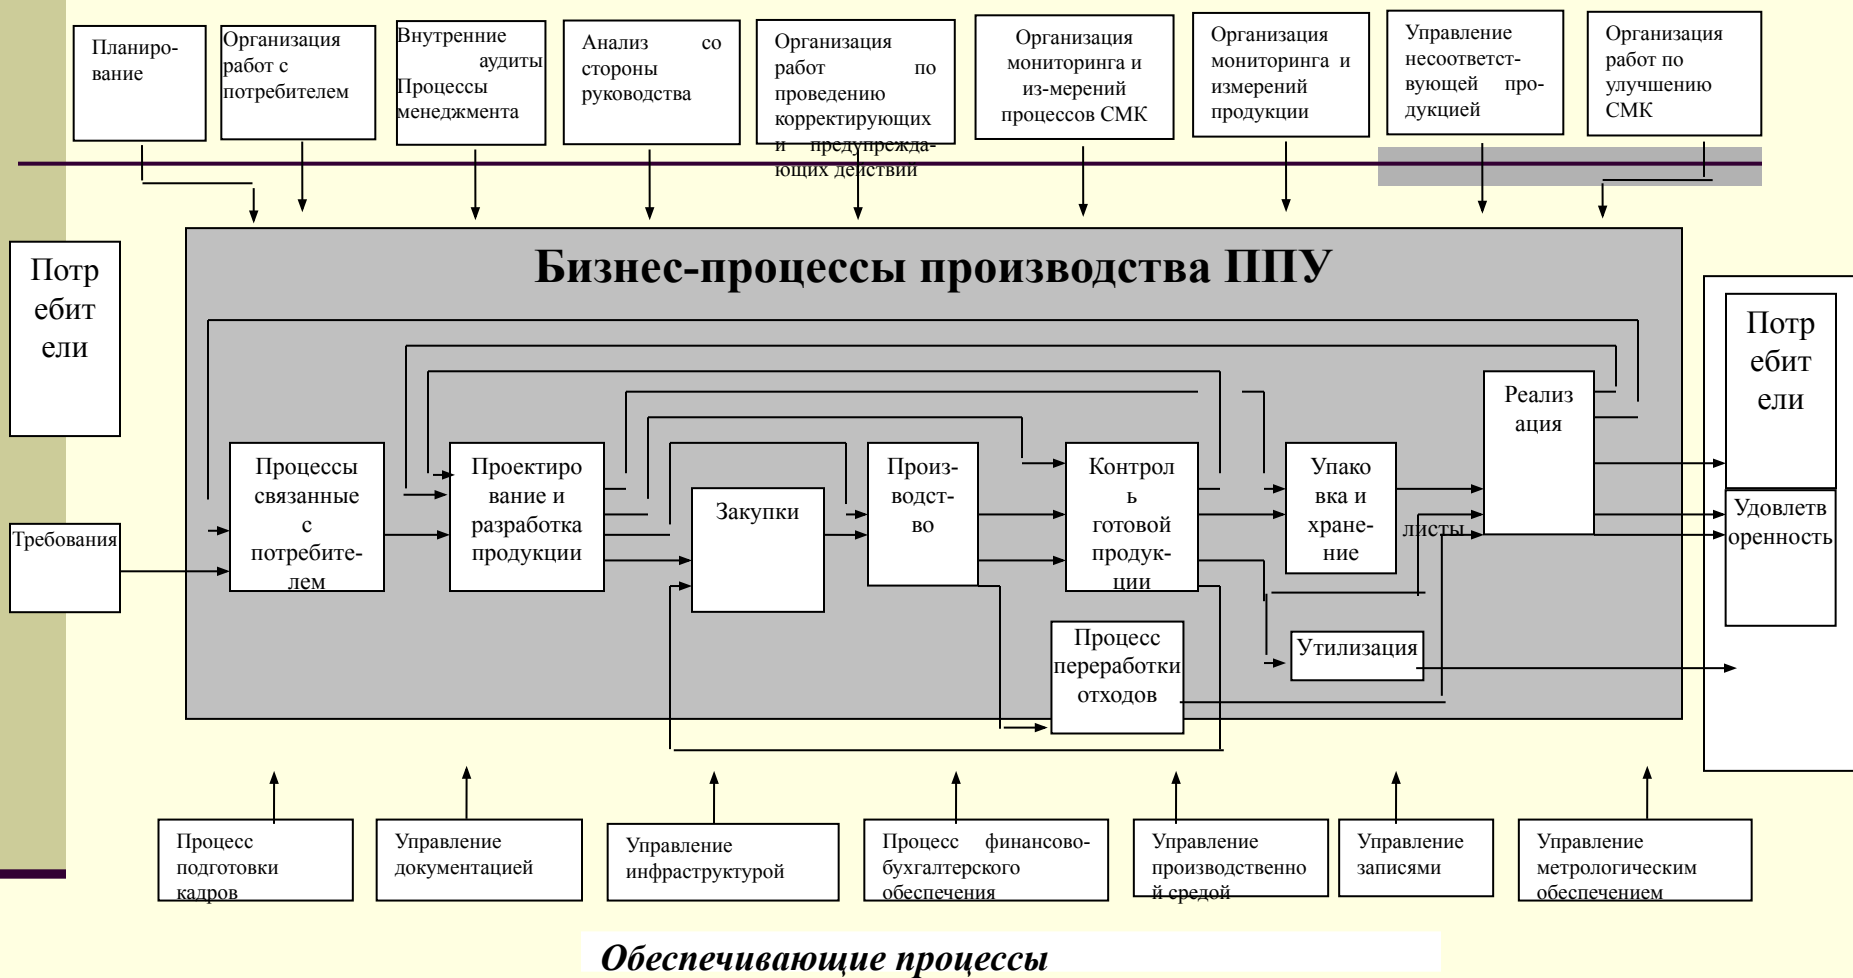 Планиро-
вание
Организация
работ с
потребителем
Внутренние
аудиты
Процессы
менеджмента
Анализ со
стороны
руководства
Организация
работ по
проведению
корректирующих
и предупрежда-
ющих действии
Организация
мониторинга и
из-мерений
процессов СМК
Организация
мониторинга и
измерений
продукции
Управление
несоответст-
вующей про-
дукцией
Организация
работ по
улучшению
СМК
Бизнес-процессы производства ППУ
Потр
ебит
ели
Требования
Процессы
связанные
с
потребите-
лем
Проектиро
вание и
разработка
продукции
Закупки
Произ-
водст-
во
Контрол
ь
готовой
продук-
ции
Упако
вка и
хране-
ние
листы
Реализ
ация
Процесс
переработки
отходов
Утилизация
Потр
ебит
ели
Удовлетв
оренность
Процесс
подготовки
кадров
Управление
документацией
Управление
инфраструктурой
Процесс финансово-
бухгалтерского
обеспечения
Управление
производственно
й средой
Управление
записями
Управление
метрологическим
обеспечением
Обеспечивающие процессы